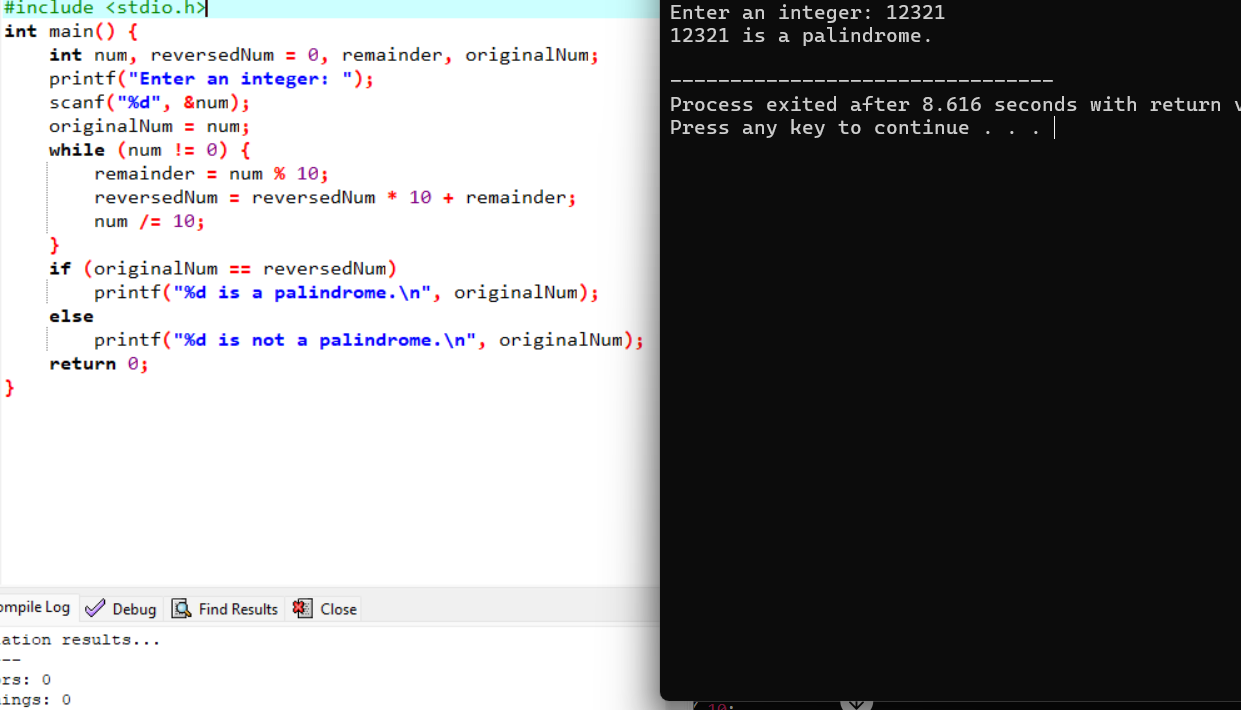 #include <stdio.h>
int main() {
    int num, reversedNum = 0, remainder, originalNum;
    printf("Enter an integer: ");
    scanf("%d", &num);
    originalNum = num;
    while (num != 0) {
        remainder = num % 10;
        reversedNum = reversedNum * 10 + remainder;
        num /= 10;
    }
    if (originalNum == reversedNum)
        printf("%d is a palindrome.\n", originalNum);
    else
        printf("%d is not a palindrome.\n", originalNum);
    return 0;
}
Enter an integer: 12321
12321 is a palindrome.
--------------------------------
Process exited after 8.616 seconds with return v
Press any key to continue . . .
ompile Log Debug Find Results Close
ation results...
---
rs: 0
ings: 0
10;